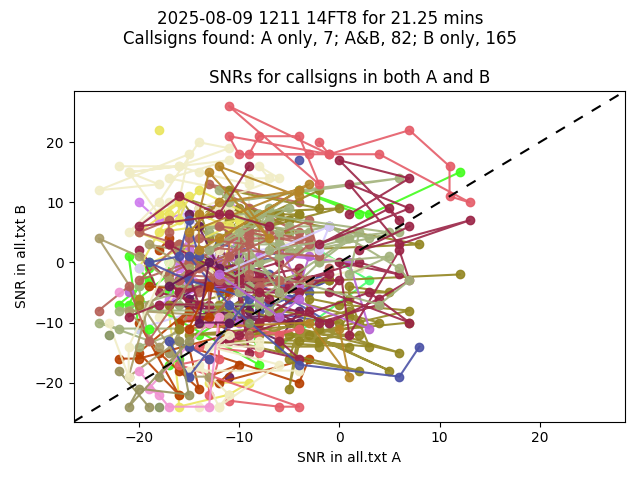 2025-08-09 1211 14FT8 for 21.25 mins
Callsigns found: A only, 7; A&B, 82; B only, 165
SNRs for callsigns in both A and B
20
10
0
−10
−20
SNR in all.txt B
−20
−10
0
10
20
SNR in all.txt A